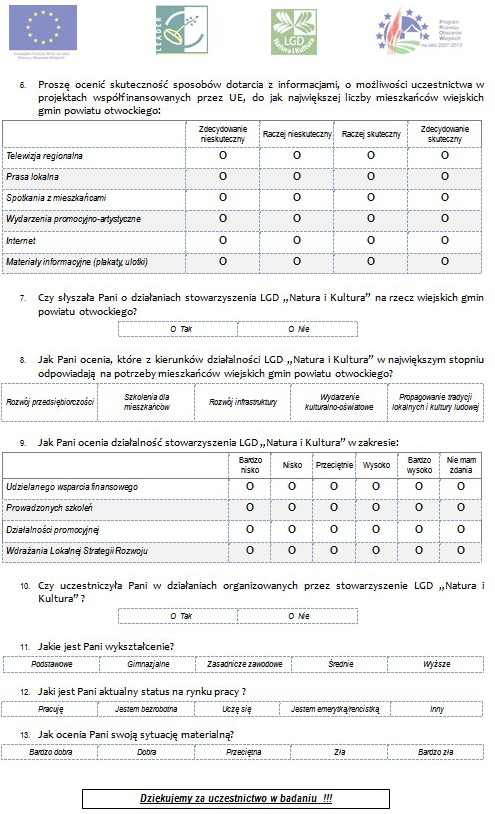 LEADER
LGD
Natura i Kultura
Program
Rozwoju
Obszarów
Wiejskich
na lata 2007-2013
6. Proszę ocenić skuteczność sposobów dotarcia z informacjami, o możliwości uczestnictwa w
projektach współfinansowanych przez UE, do jak największej liczby mieszkańców wiejskich
gmin powiatu otwockiego:
Zdecydowanie nieskuteczny Raczej nieskuteczny Raczej skuteczny Zdecydowanie skuteczny
Telewizja regionalna O O O O
Prasa lokalna O O O O
Spotkania z mieszkańcami O O O O
Wydarzenia promocyjno-artystyczne O O O O
Internet O O O O
Materiały informacyjne (plakaty, ulotki) O O O O
7. Czy słyszała Pani o działaniach stowarzyszenia LGD „Natura i Kultura” na rzecz wiejskich gmin
powiatu otwockiego?
O Tak O Nie
8. Jak Pani ocenia, które z kierunków działalności LGD „Natura i Kultura” w największym stopniu
odpowiadają na potrzeby mieszkańców wiejskich gmin powiatu otwockiego?
Rozwój przedsiębiorczości Szkolenia dla mieszkańców Rozwój infrastruktury Wydarzenie kulturalno-oświatowe Propagowanie tradycji lokalnych i kultury ludowej
9. Jak Pani ocenia działalność stowarzyszenia LGD „Natura i Kultura” w zakresie:
Bardzo nisko Nisko Przeciętnie Wysoko Bardzo wysoko Nie mam zdania
Udzielanego wsparcia finansowego O O O O O O
Prowadzonych szkoleń O O O O O O
Działalności promocyjnej O O O O O O
Wdrażania Lokalnej Strategii Rozwoju O O O O O O
10. Czy uczestniczyła Pani w działaniach organizowanych przez stowarzyszenie LGD „Natura i
Kultura” ?
O Tak O Nie
11. Jakie jest Pani wykształcenie?
Podstawowe Gimnazjalne Zasadnicze zawodowe Średnie Wyższe
12. Jaki jest Pani aktualny status na rynku pracy ?
Pracuję Jestem bezrobotna Uczę się Jestem emerytką/rencistką Inny
13. Jak ocenia Pani swoją sytuację materialną?
Bardzo dobra Dobra Przeciętna Zła Bardzo zła
Dziękujemy za uczestnictwo w badaniu !!!